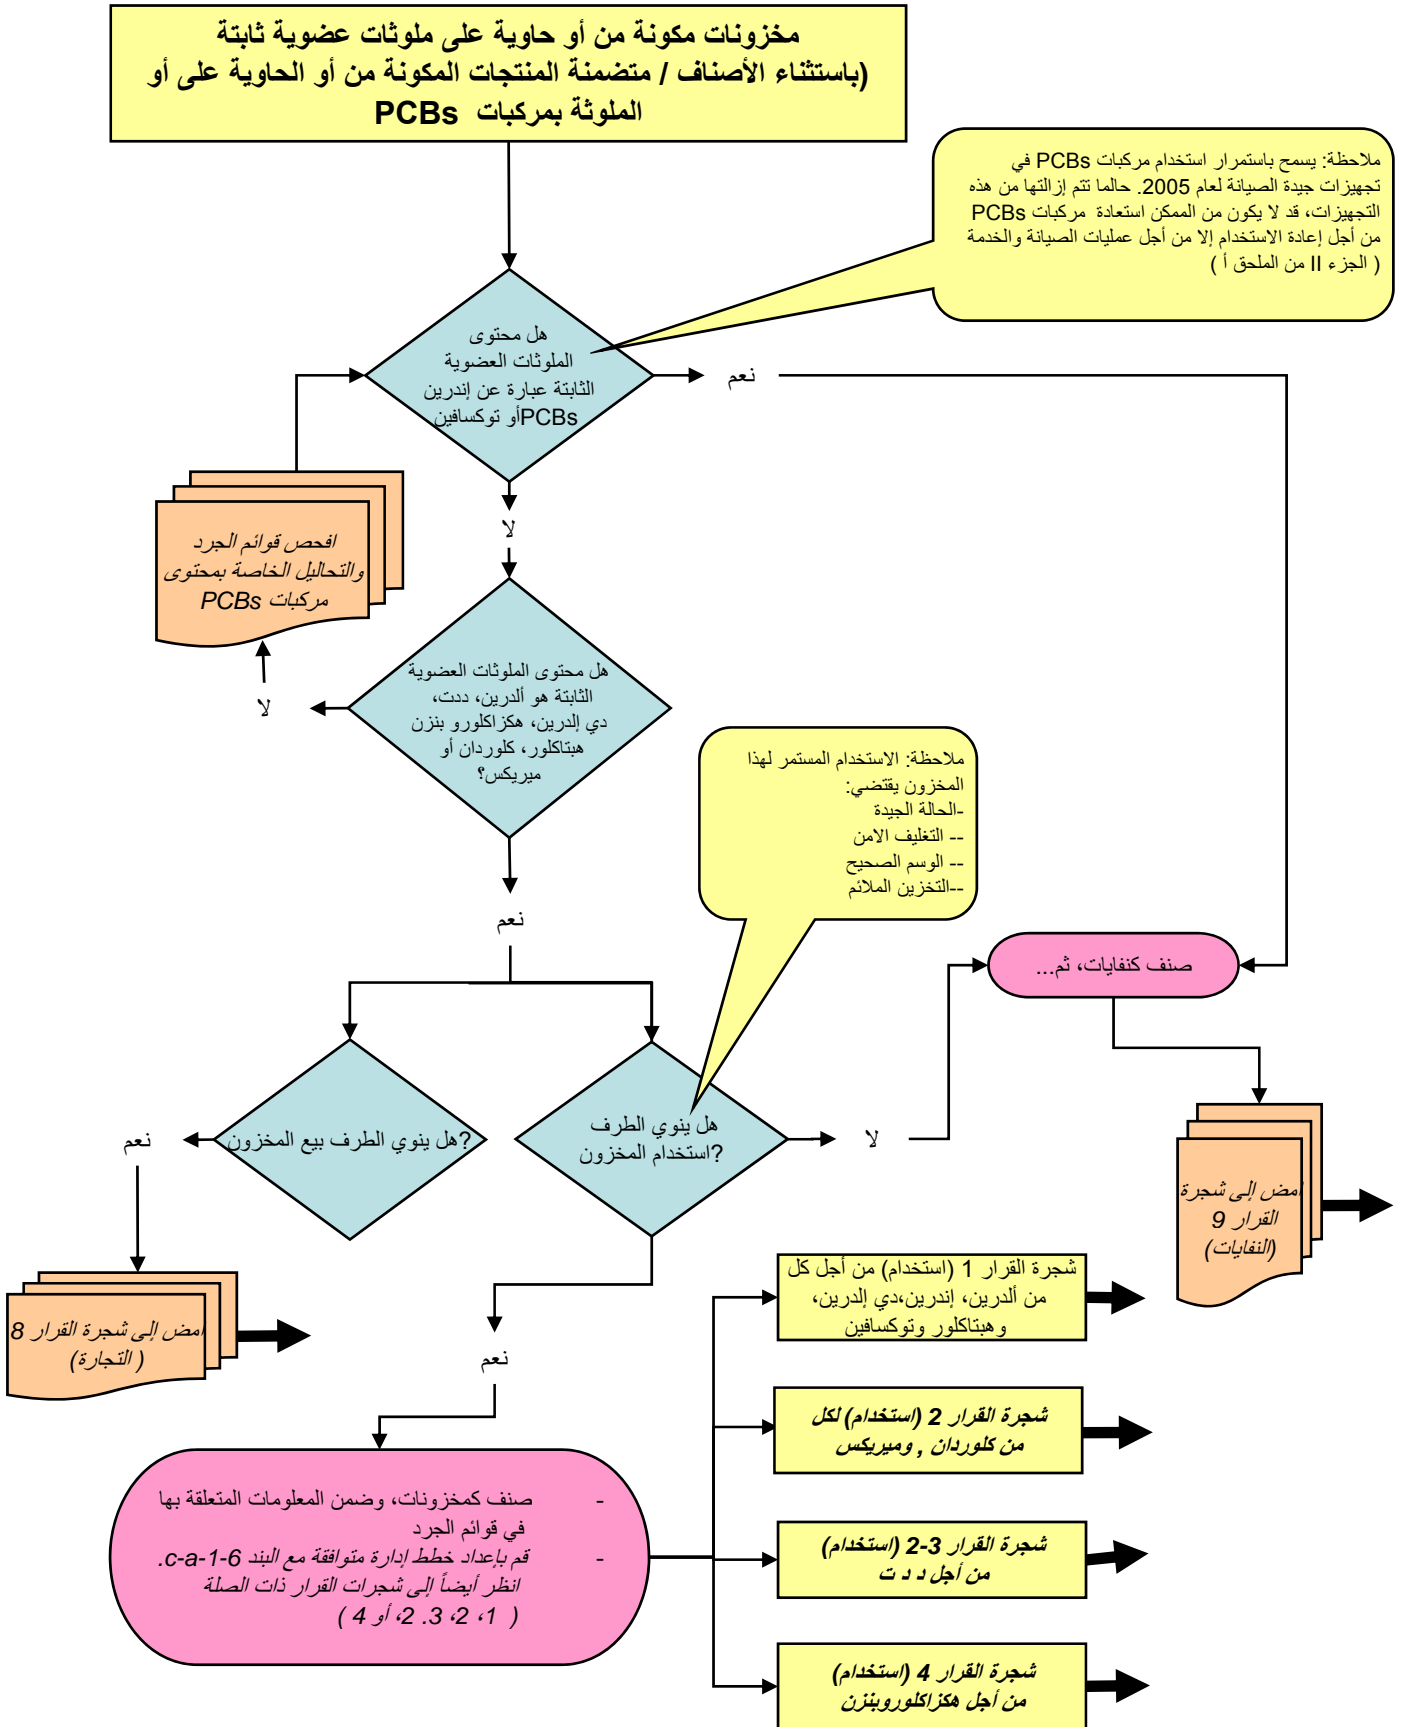 مخزونات مكونة من أو حاوية على ملوثات عضوية ثابتة
(باستثناء الأصناف / متضمنة المنتجات المكونة من أو الحاوية على أو
الملوثة بمركبات PCBs
ملاحظة: يسمح باستمرار استخدام مركبات PCBs في
تجهيزات جيدة الصيانة لعام 2005. حالما تتم إزالتها من هذه
التجهيزات، قد لا يكون من الممكن استعادة مركبات PCBs
من أجل إعادة الاستخدام إلا من أجل عمليات الصيانة والخدمة
( الجزء II من الملحق أ )
هل محتوى
الملوثات العضوية
الثابتة عبارة عن إندرين
PCBsأو توكسافين
نعم
لا
افحص قوائم الجرد
والتحاليل الخاصة بمحتوى
مركبات PCBs
هل محتوى الملوثات العضوية
الثابتة هو ألدرين، ددت،
دي إلدرين، هكزاكلورو بنزن
هبتاكلور، كلوردان أو
ميريكس؟
لا
ملاحظة: الاستخدام المستمر لهذا
المخزون يقتضي:
-الحالة الجيدة
-- التغليف الامن
-- الوسم الصحيح
--التخزين الملائم
نعم
صنف كنفايات، ثم...
هل ينوي الطرف
استخدام المخزون?
لا
هل ينوي الطرف بيع المخزون?
نعم
امض إلى شجرة
القرار 9
(النفايات)
امض إلى شجرة القرار 8
( التجارة)
نعم
شجرة القرار 1 (استخدام) من أجل كل
من ألدرين، إندرين،دي إلدرين،
وهبتاكلور وتوكسافين
شجرة القرار 2 (استخدام) لكل
من كلوردان , وميريكس
شجرة القرار 3-2 (استخدام)
من أجل د د ت
شجرة القرار 4 (استخدام)
من أجل هكزاكلوروبنزن
- صنف كمخزونات، وضمن المعلومات المتعلقة بها
في قوائم الجرد
- قم بإعداد خطط إدارة متوافقة مع البند 6-1-c-a.
انظر أيضاً إلى شجرات القرار ذات الصلة
( 1، 2، 3. 2، أو 4 )